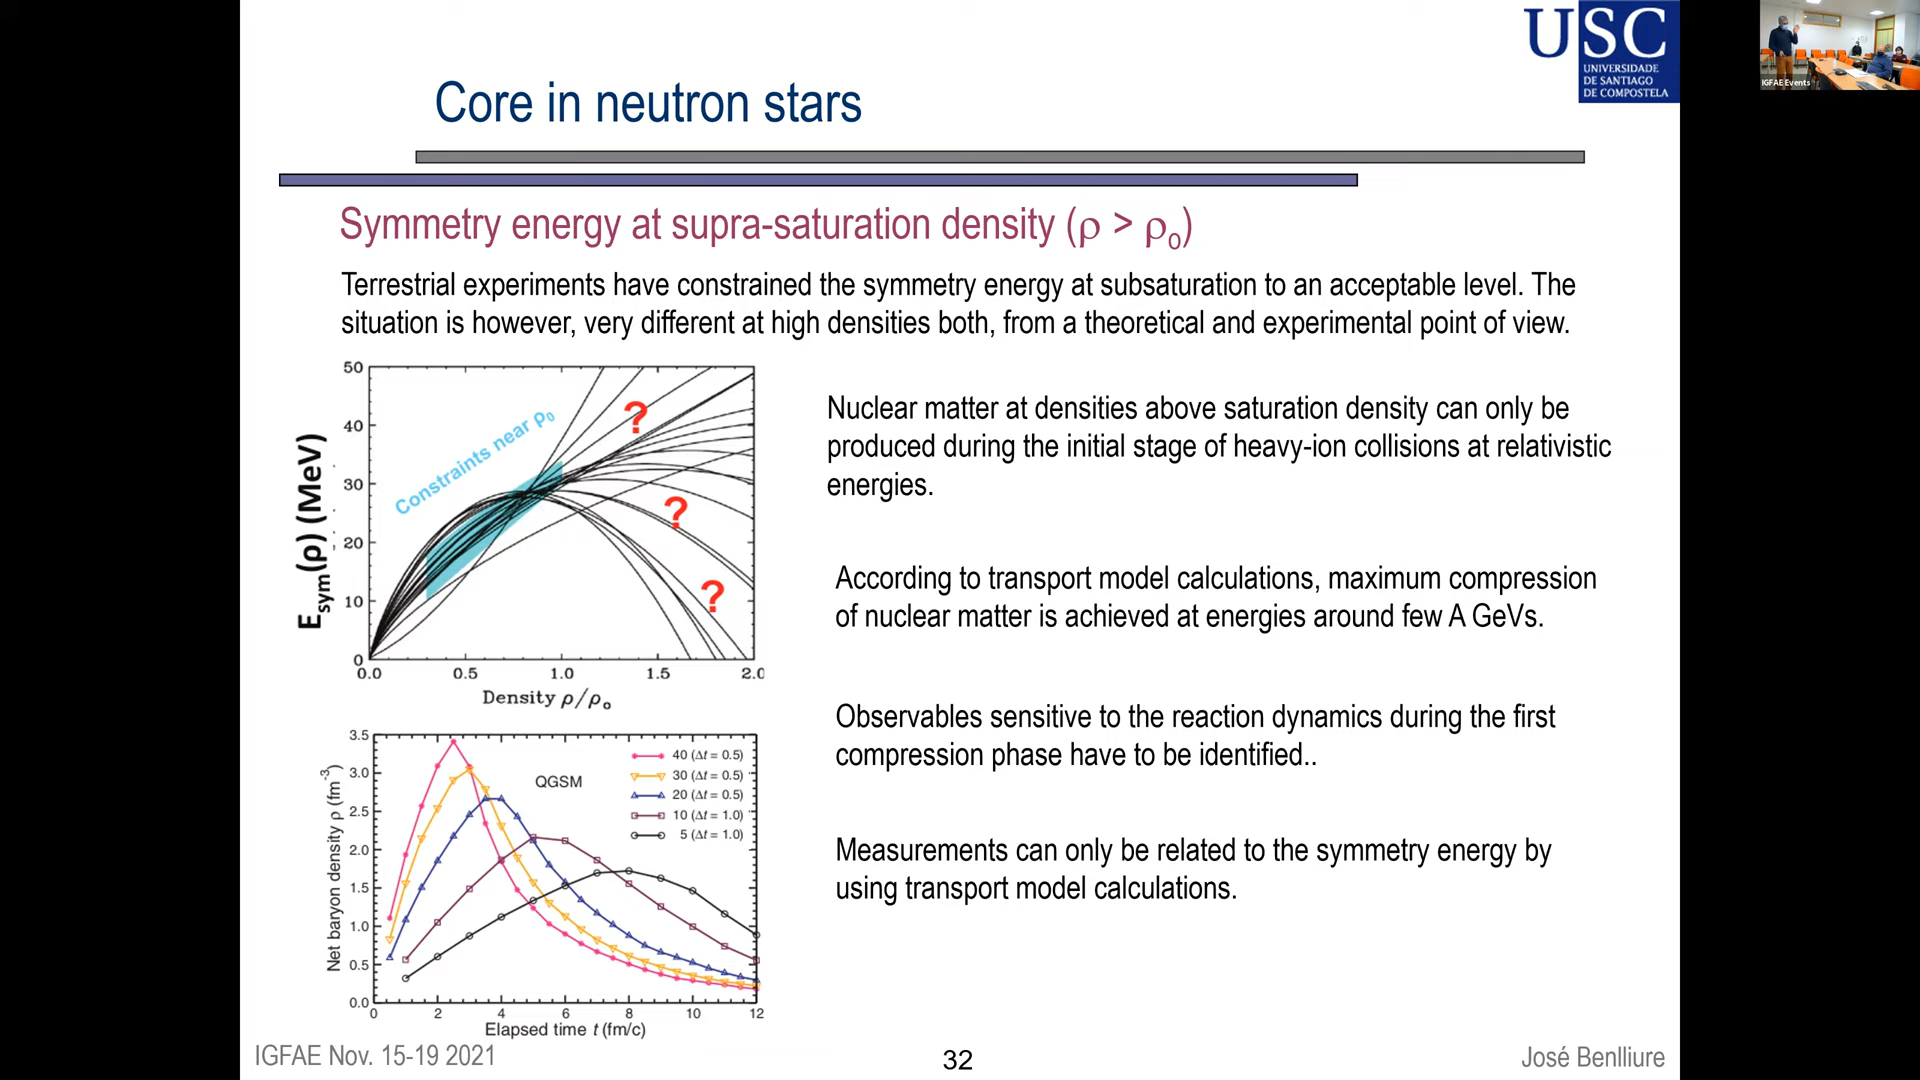 USC
UNIVERSIDADE
DE SANTIAGO
DE COMPOSTELA
IGFAE Events
Core in neutron stars
Symmetry energy at supra-saturation density (ρ > ρ0)
Terrestrial experiments have constrained the symmetry energy at subsaturation to an acceptable level. The
situation is however, very different at high densities both, from a theoretical and experimental point of view.
50
40
30
20
10
0
Esym(ρ) (MeV)
Constraints near ρ0
?
?
?
0.0 0.5 1.0 1.5 2.0
Density ρ/ρo
Nuclear matter at densities above saturation density can only be
produced during the initial stage of heavy-ion collisions at relativistic
energies.
According to transport model calculations, maximum compression
of nuclear matter is achieved at energies around few A GeVs.
Observables sensitive to the reaction dynamics during the first
compression phase have to be identified..
Measurements can only be related to the symmetry energy by
using transport model calculations.
3.5
3.0
2.5
2.0
1.5
1.0
0.5
0.0
Net baryon density ρ (fm-3)
QGSM
40 (Δt = 0.5)
30 (Δt = 0.5)
20 (Δt = 0.5)
10 (Δt = 1.0)
5 (Δt = 1.0)
0 2 4 6 8 10 12
Elapsed time t (fm/c)
IGFAE Nov. 15-19 2021
32
José Benlliure